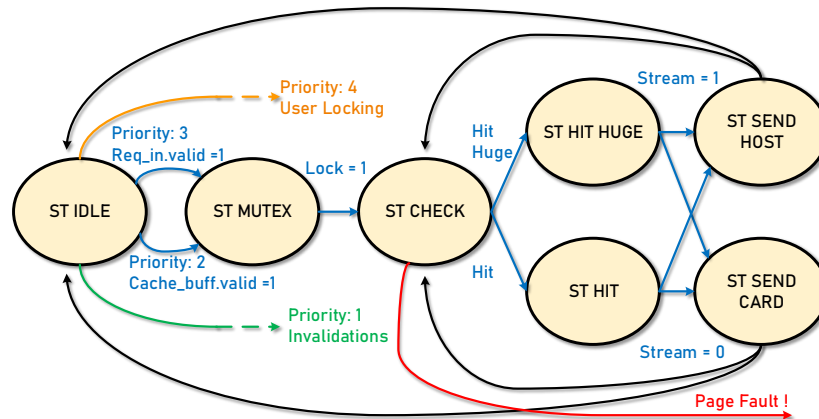 Priority: 4
User Locking
Stream = 1
Priority: 3
Req_in.valid =1
Hit
Huge
ST HIT HUGE
ST SEND
HOST
Lock = 1
ST IDLE
ST MUTEX
ST CHECK
Priority: 2
Cache_buff.valid =1
Hit
ST HIT
ST SEND
CARD
Priority: 1
Invalidations
Stream = 0
Page Fault !